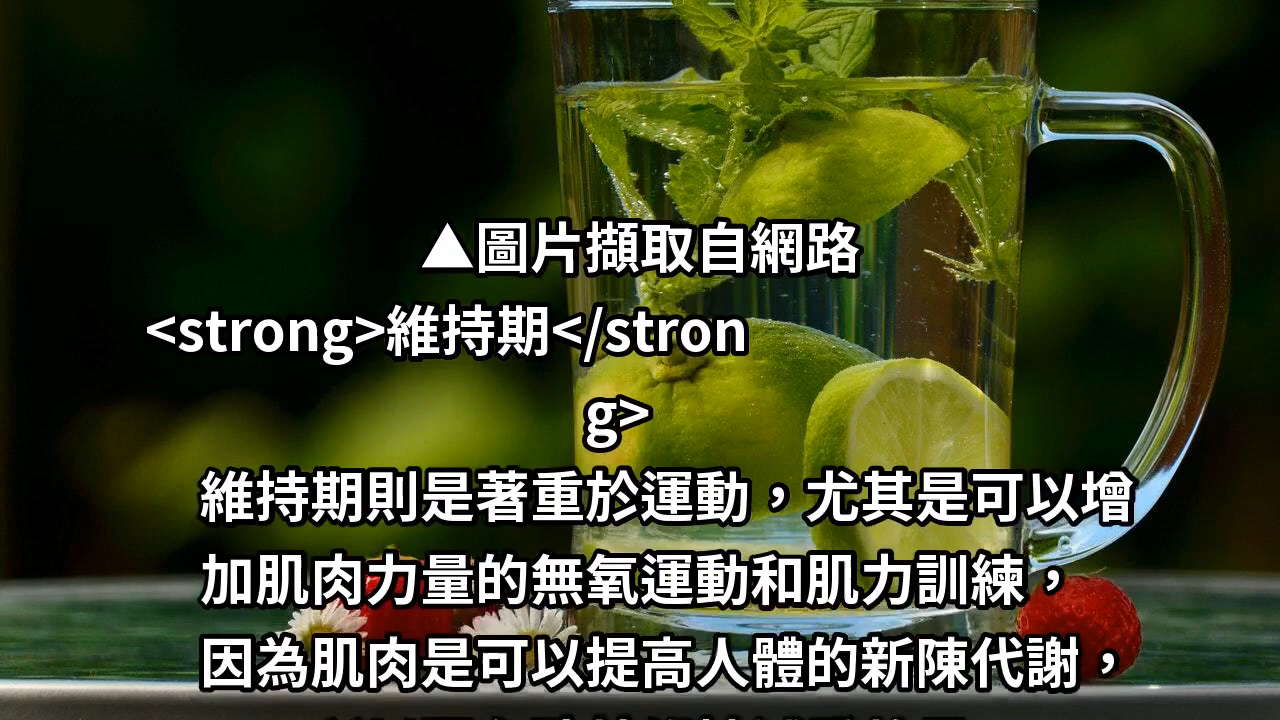 ▲圖片擷取自網路
<strong>維持期</stron
g>
維持期則是著重於運動，尤其是可以增
加肌肉力量的無氧運動和肌力訓練，
因為肌肉是可以提高人體的新陳代謝，